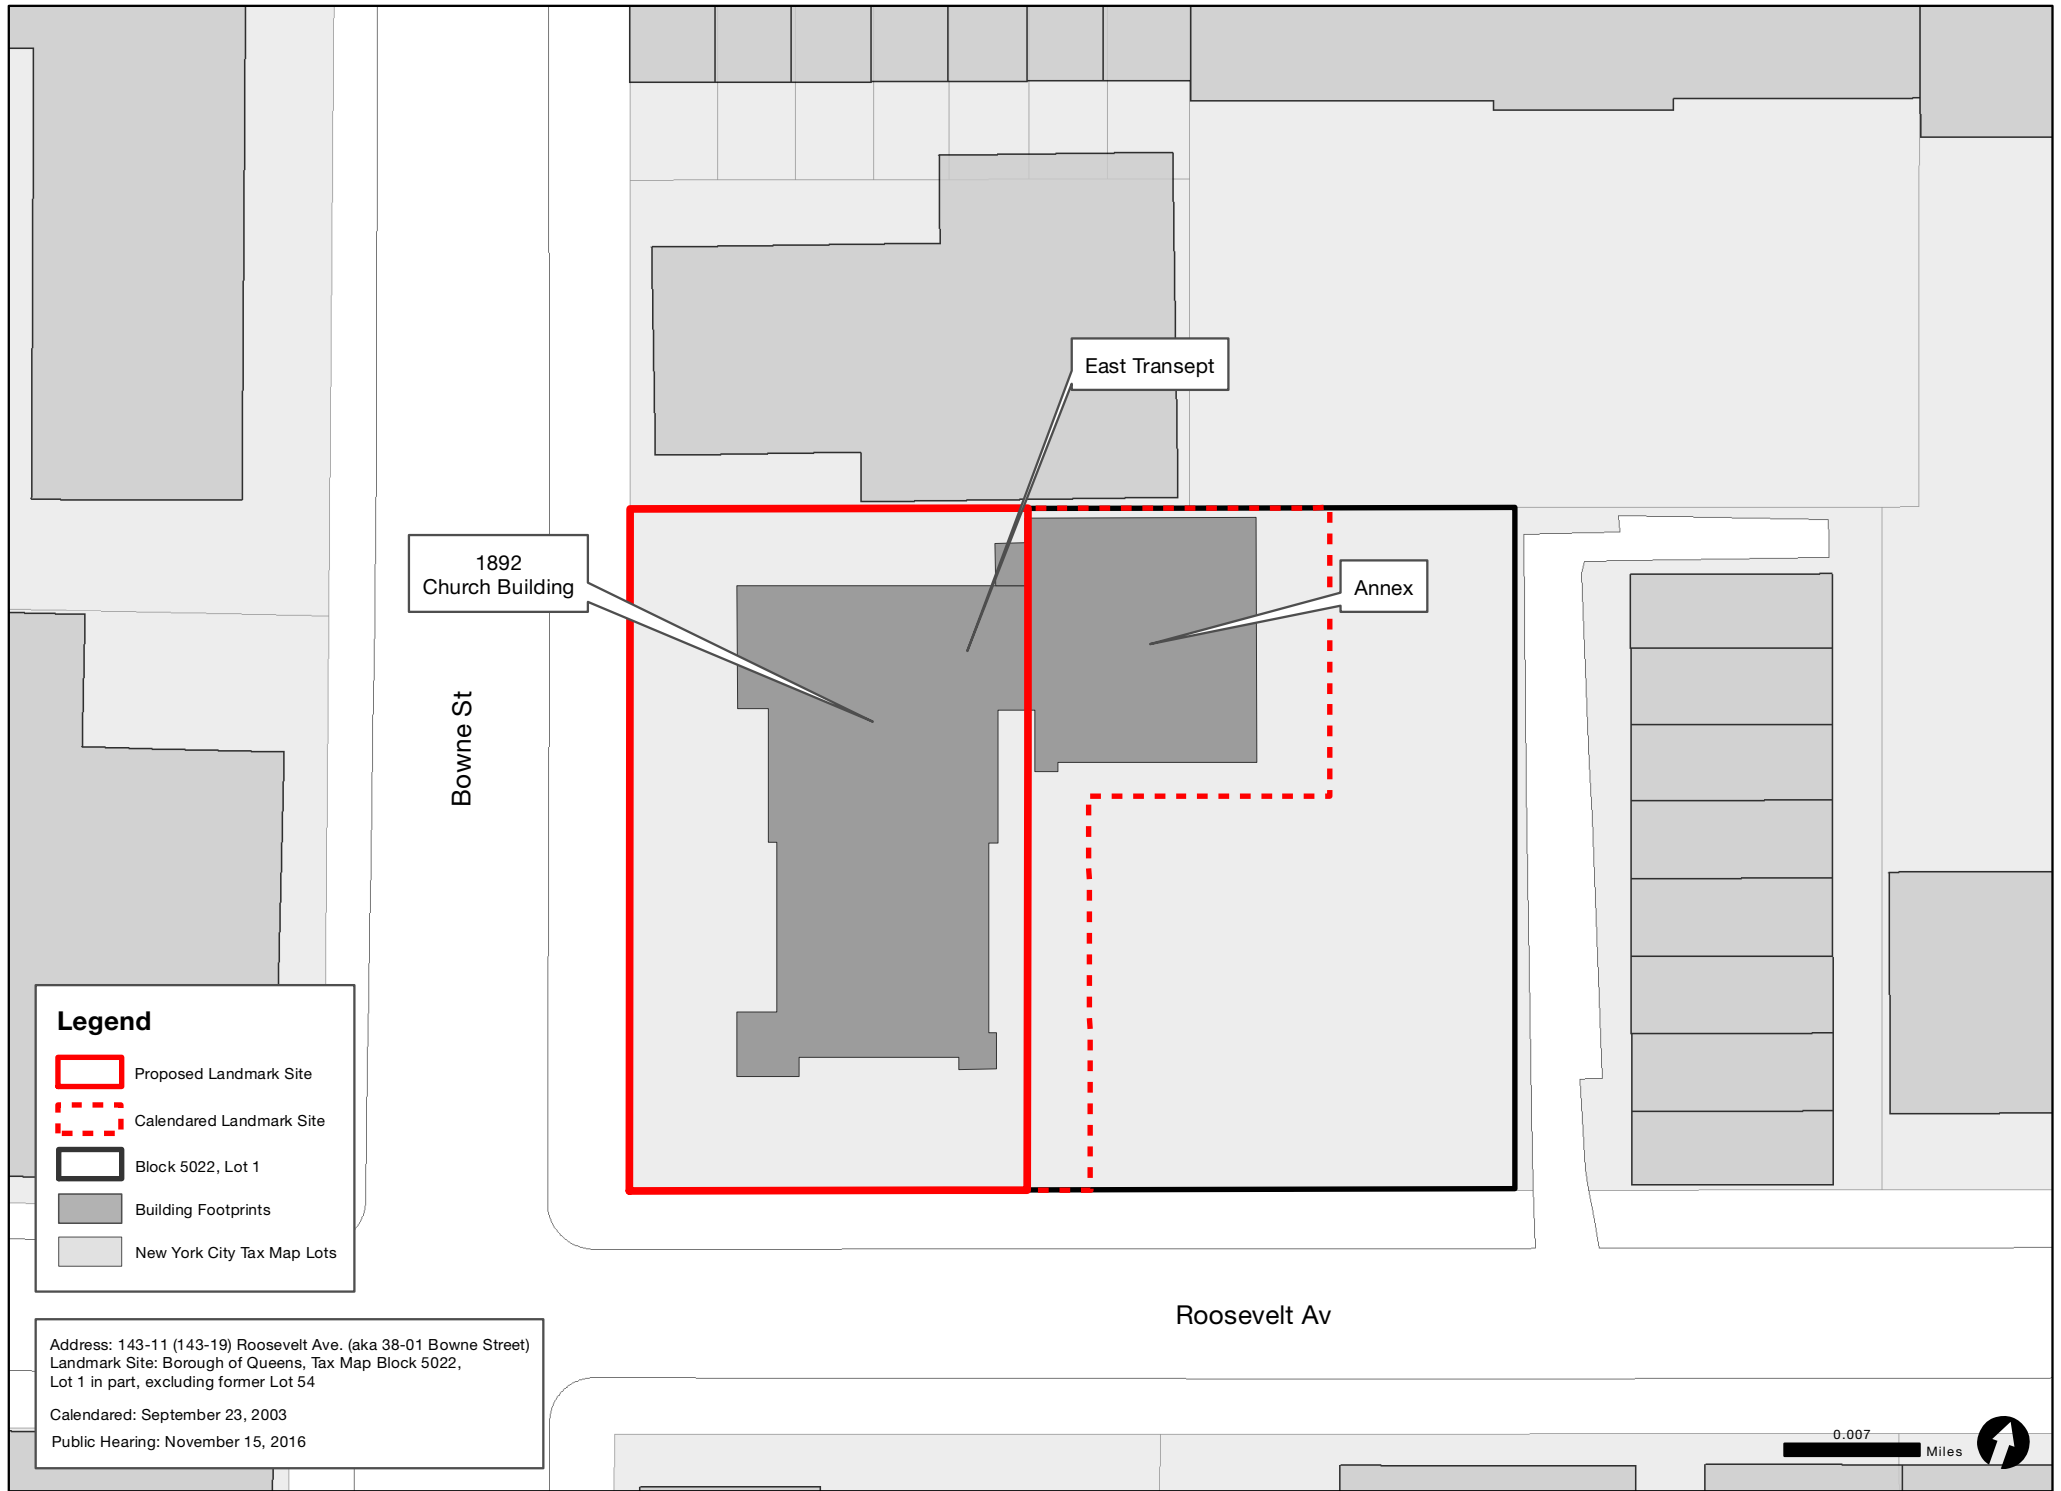 East Transept
1892
Church Building
Annex
Bowne St
Legend
Proposed Landmark Site
Calendared Landmark Site
Block 5022, Lot 1
Building Footprints
New York City Tax Map Lots
Roosevelt Av
Address: 143-11 (143-19) Roosevelt Ave. (aka 38-01 Bowne Street)
Landmark Site: Borough of Queens, Tax Map Block 5022,
Lot 1 in part, excluding former Lot 54
Calendared: September 23, 2003
Public Hearing: November 15, 2016
0.007
Miles